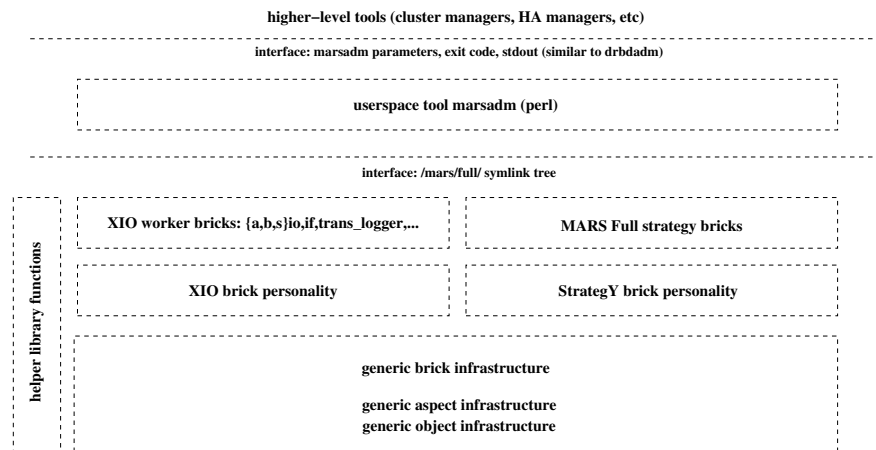 higher−level tools (cluster managers, HA managers, etc)
interface: marsadm parameters, exit code, stdout (similar to drbdadm)
userspace tool marsadm (perl)
interface: /mars/full/ symlink tree
helper library functions
XIO worker bricks: {a,b,s}io,if,trans_logger,...
MARS Full strategy bricks
XIO brick personality
StrategY brick personality
generic brick infrastructure
generic aspect infrastructure
generic object infrastructure